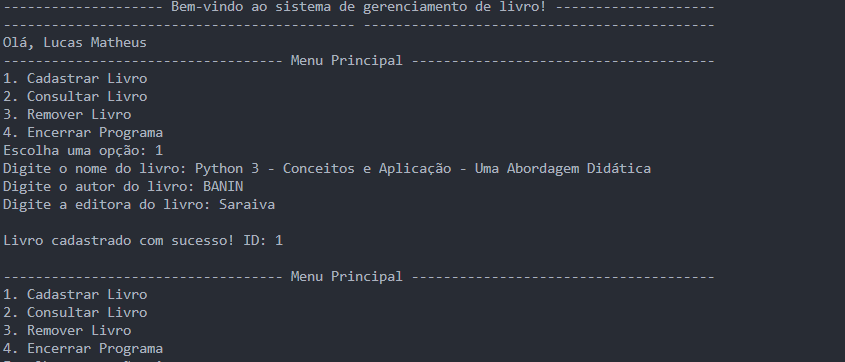 -------------------- Bem-vindo ao sistema de gerenciamento de livro! --------------------
-------------------------------------------- --------------------------------------------
Olá, Lucas Matheus
----------------------------------- Menu Principal --------------------------------------
1. Cadastrar Livro
2. Consultar Livro
3. Remover Livro
4. Encerrar Programa
Escolha uma opção: 1
Digite o nome do livro: Python 3 - Conceitos e Aplicação - Uma Abordagem Didática
Digite o autor do livro: BANIN
Digite a editora do livro: Saraiva
Livro cadastrado com sucesso! ID: 1
----------------------------------- Menu Principal --------------------------------------
1. Cadastrar Livro
2. Consultar Livro
3. Remover Livro
4. Encerrar Programa